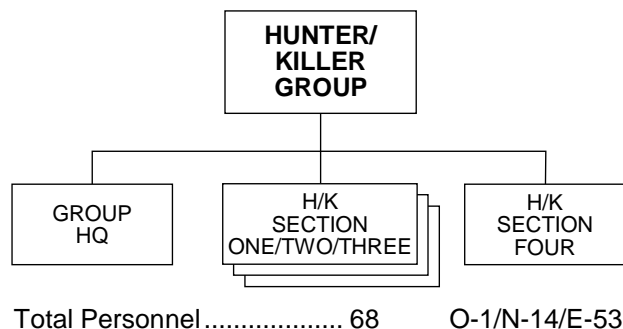 HUNTER/
KILLER
GROUP
GROUP
HQ
H/K
SECTION
ONE/TWO/THREE
H/K
SECTION
FOUR
Total Personnel ................... 68 O-1/N-14/E-53